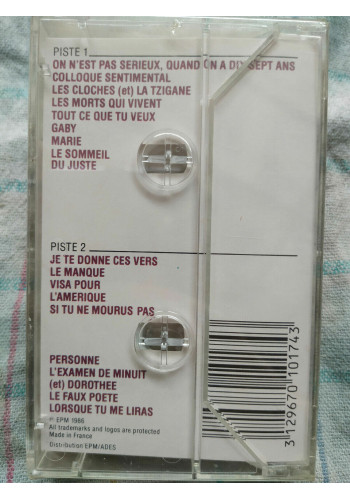 PISTE 1
ON N'EST PAS SERIEUX, QUAND ON A DIX-SEPT ANS
COLLOQUE SENTIMENTAL
LES CLOCHES (et) LA TZIGANE
LES MORTS QUI VIVENT
TOUT CE QUE TU VEUX
GABY
MARIE
LE SOMMEIL
DU JUSTE
PISTE 2
JE TE DONNE CES VERS
LE MANQUE
VISA POUR
L'AMERIQUE
SI TU NE MOURUS PAS
PERSONNE
L'EXAMEN DE MINUIT
(et) DOROTHEE
LE FAUX POETE
LORSQUE TU ME LIRAS
℗ EPM 1986
All trademarks and logos are protected
Made in France
Distribution EPM/ADES
3129670101743